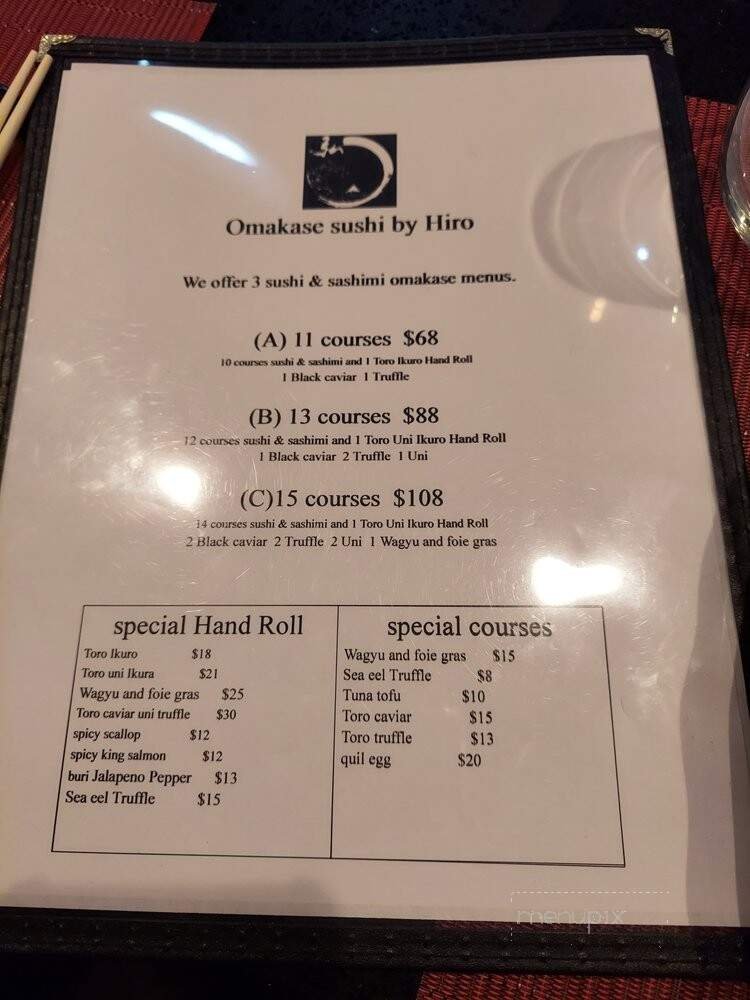 Omakase sushi by Hiro
We offer 3 sushi & sashimi omakase menus.
(A) 11 courses $68
10 courses sushi & sashimi and 1 Toro Ikuro Hand Roll
1 Black caviar 1 Truffle
(B) 13 courses $88
12 courses sushi & sashimi and 1 Toro Uni Ikuro Hand Roll
1 Black caviar 2 Truffle 1 Uni
(C)15 courses $108
14 courses sushi & sashimi and 1 Toro Uni Ikuro Hand Roll
2 Black caviar 2 Truffle 2 Uni 1 Wagyu and foie gras
special Hand Roll
Toro Ikuro $18
Toro uni Ikura $21
Wagyu and foie gras $25
Toro caviar uni truffle $30
spicy scallop $12
spicy king salmon $12
buri Jalapeno Pepper $13
Sea eel Truffle $15
special courses
Wagyu and foie gras $15
Sea eel Truffle $8
Tuna tofu $10
Toro caviar $15
Toro truffle $13
quil egg $20
menupix